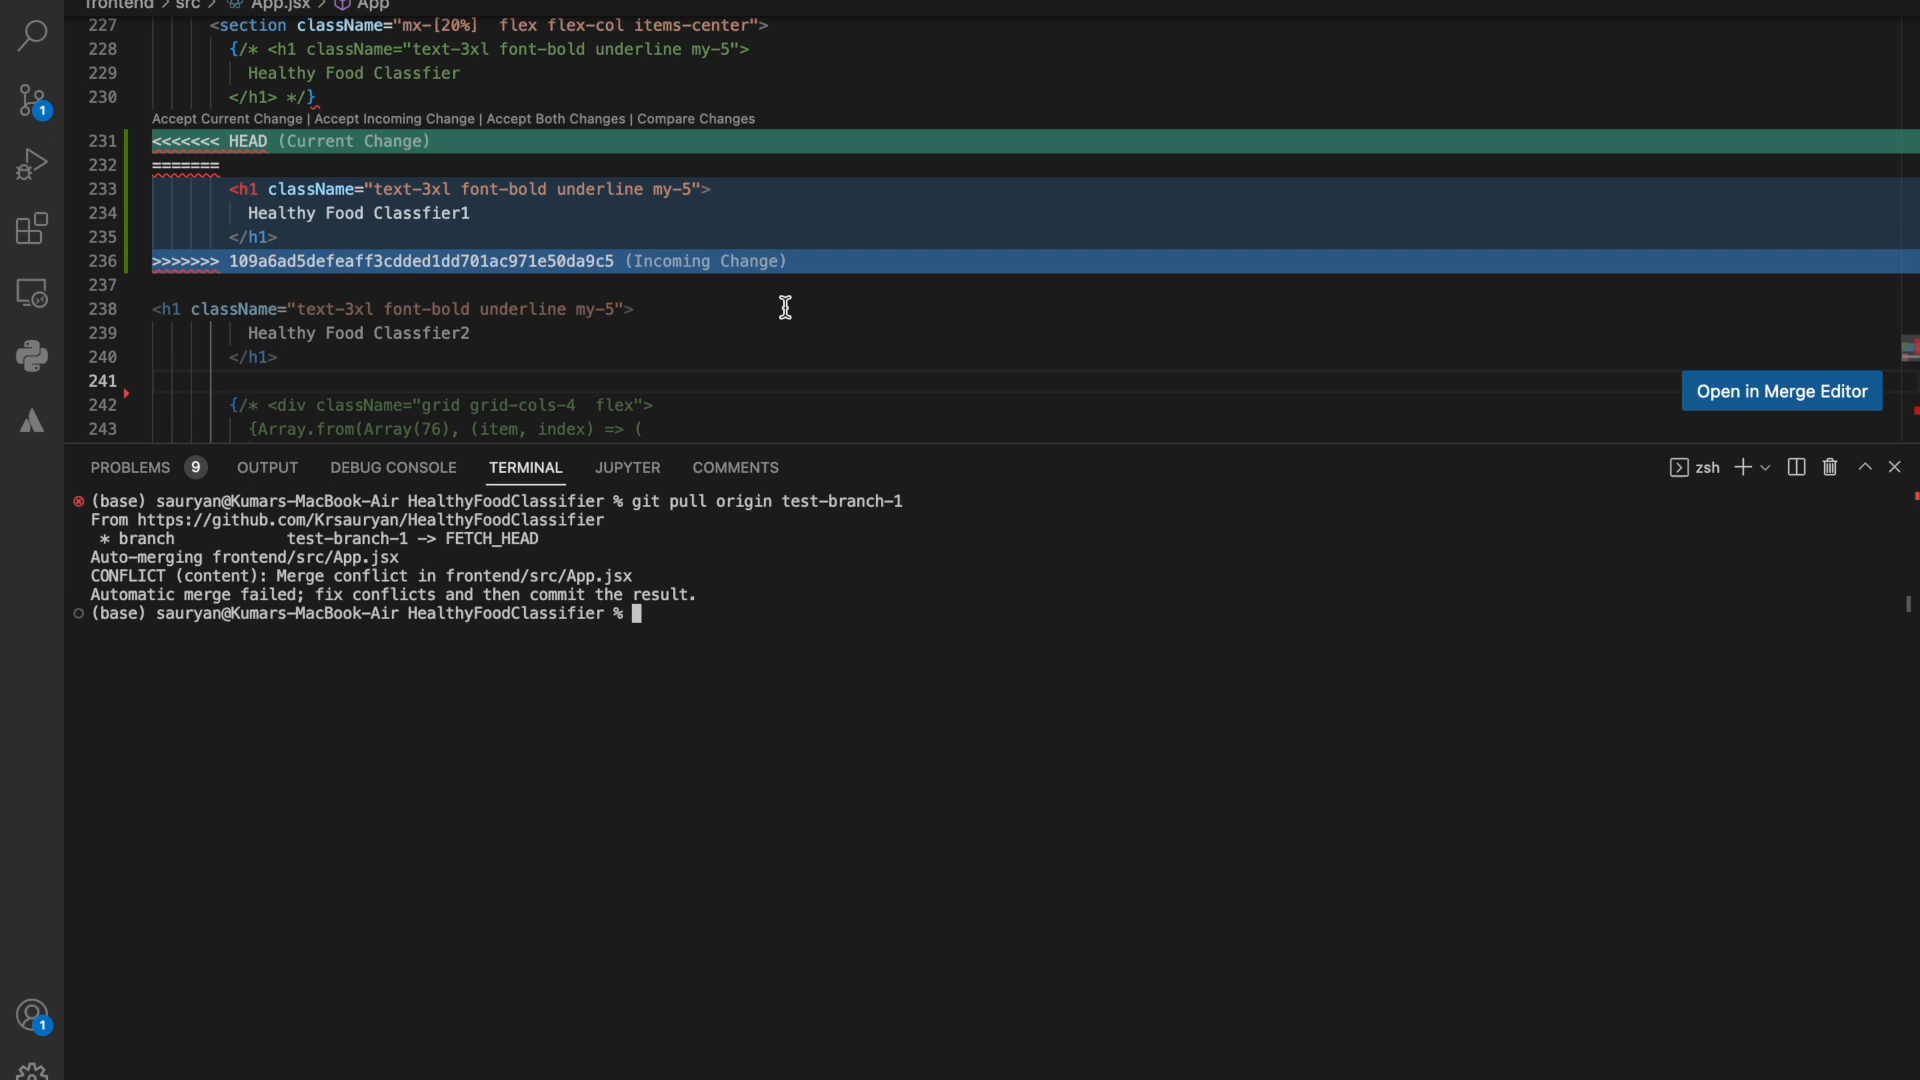 frontend > src > App.jsx > App
227 <section className="mx-[20%]  flex flex-col items-center">
228 {/* <h1 className="text-3xl font-bold underline my-5">
229 Healthy Food Classfier
230 </h1> */}
Accept Current Change | Accept Incoming Change | Accept Both Changes | Compare Changes
231 <<<<<<< HEAD (Current Change)
232 =======
233 <h1 className="text-3xl font-bold underline my-5">
234 Healthy Food Classfier1
235 </h1>
236 >>>>>>> 109a6ad5defeaff3cdded1dd701ac971e50da9c5 (Incoming Change)
237
238 <h1 className="text-3xl font-bold underline my-5">
239 Healthy Food Classfier2
240 </h1>
241
Open in Merge Editor
242 {/* <div className="grid grid-cols-4  flex">
243 {Array.from(Array(76), (item, index) => (
PROBLEMS 9 OUTPUT DEBUG CONSOLE TERMINAL JUPYTER COMMENTS zsh
(base) sauryan@Kumars-MacBook-Air HealthyFoodClassifier % git pull origin test-branch-1
From https://github.com/Krsauryan/HealthyFoodClassifier
* branch            test-branch-1 -> FETCH_HEAD
Auto-merging frontend/src/App.jsx
CONFLICT (content): Merge conflict in frontend/src/App.jsx
Automatic merge failed; fix conflicts and then commit the result.
(base) sauryan@Kumars-MacBook-Air HealthyFoodClassifier %
1
1